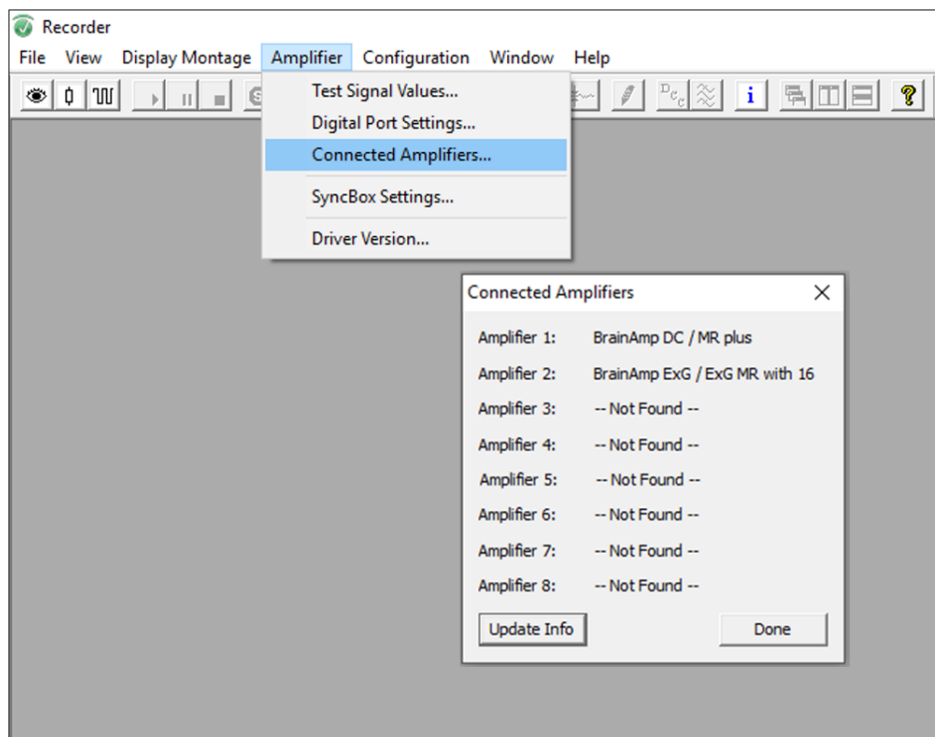 Recorder
File View Display Montage Amplifier Configuration Window Help
Test Signal Values...
Digital Port Settings...
Connected Amplifiers...
SyncBox Settings...
Driver Version...
Connected Amplifiers
Amplifier 1: BrainAmp DC / MR plus
Amplifier 2: BrainAmp ExG / ExG MR with 16
Amplifier 3: -- Not Found --
Amplifier 4: -- Not Found --
Amplifier 5: -- Not Found --
Amplifier 6: -- Not Found --
Amplifier 7: -- Not Found --
Amplifier 8: -- Not Found --
Update Info Done